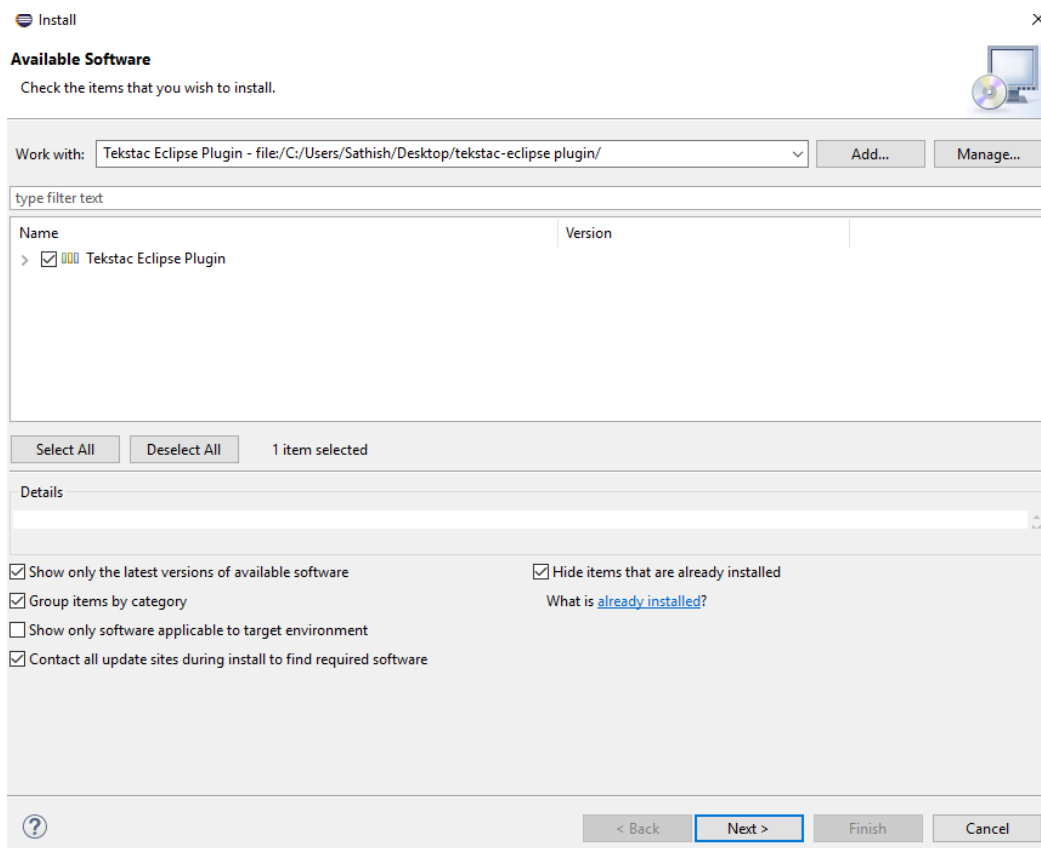 Install
Available Software
Check the items that you wish to install.
Work with: Tekstac Eclipse Plugin - file:/C:/Users/Sathish/Desktop/tekstac-eclipse plugin/ Add... Manage...
type filter text
Name Version
Tekstac Eclipse Plugin
Select All Deselect All 1 item selected
Details
Show only the latest versions of available software Hide items that are already installed
Group items by category What is already installed?
Show only software applicable to target environment
Contact all update sites during install to find required software
? < Back Next > Finish Cancel